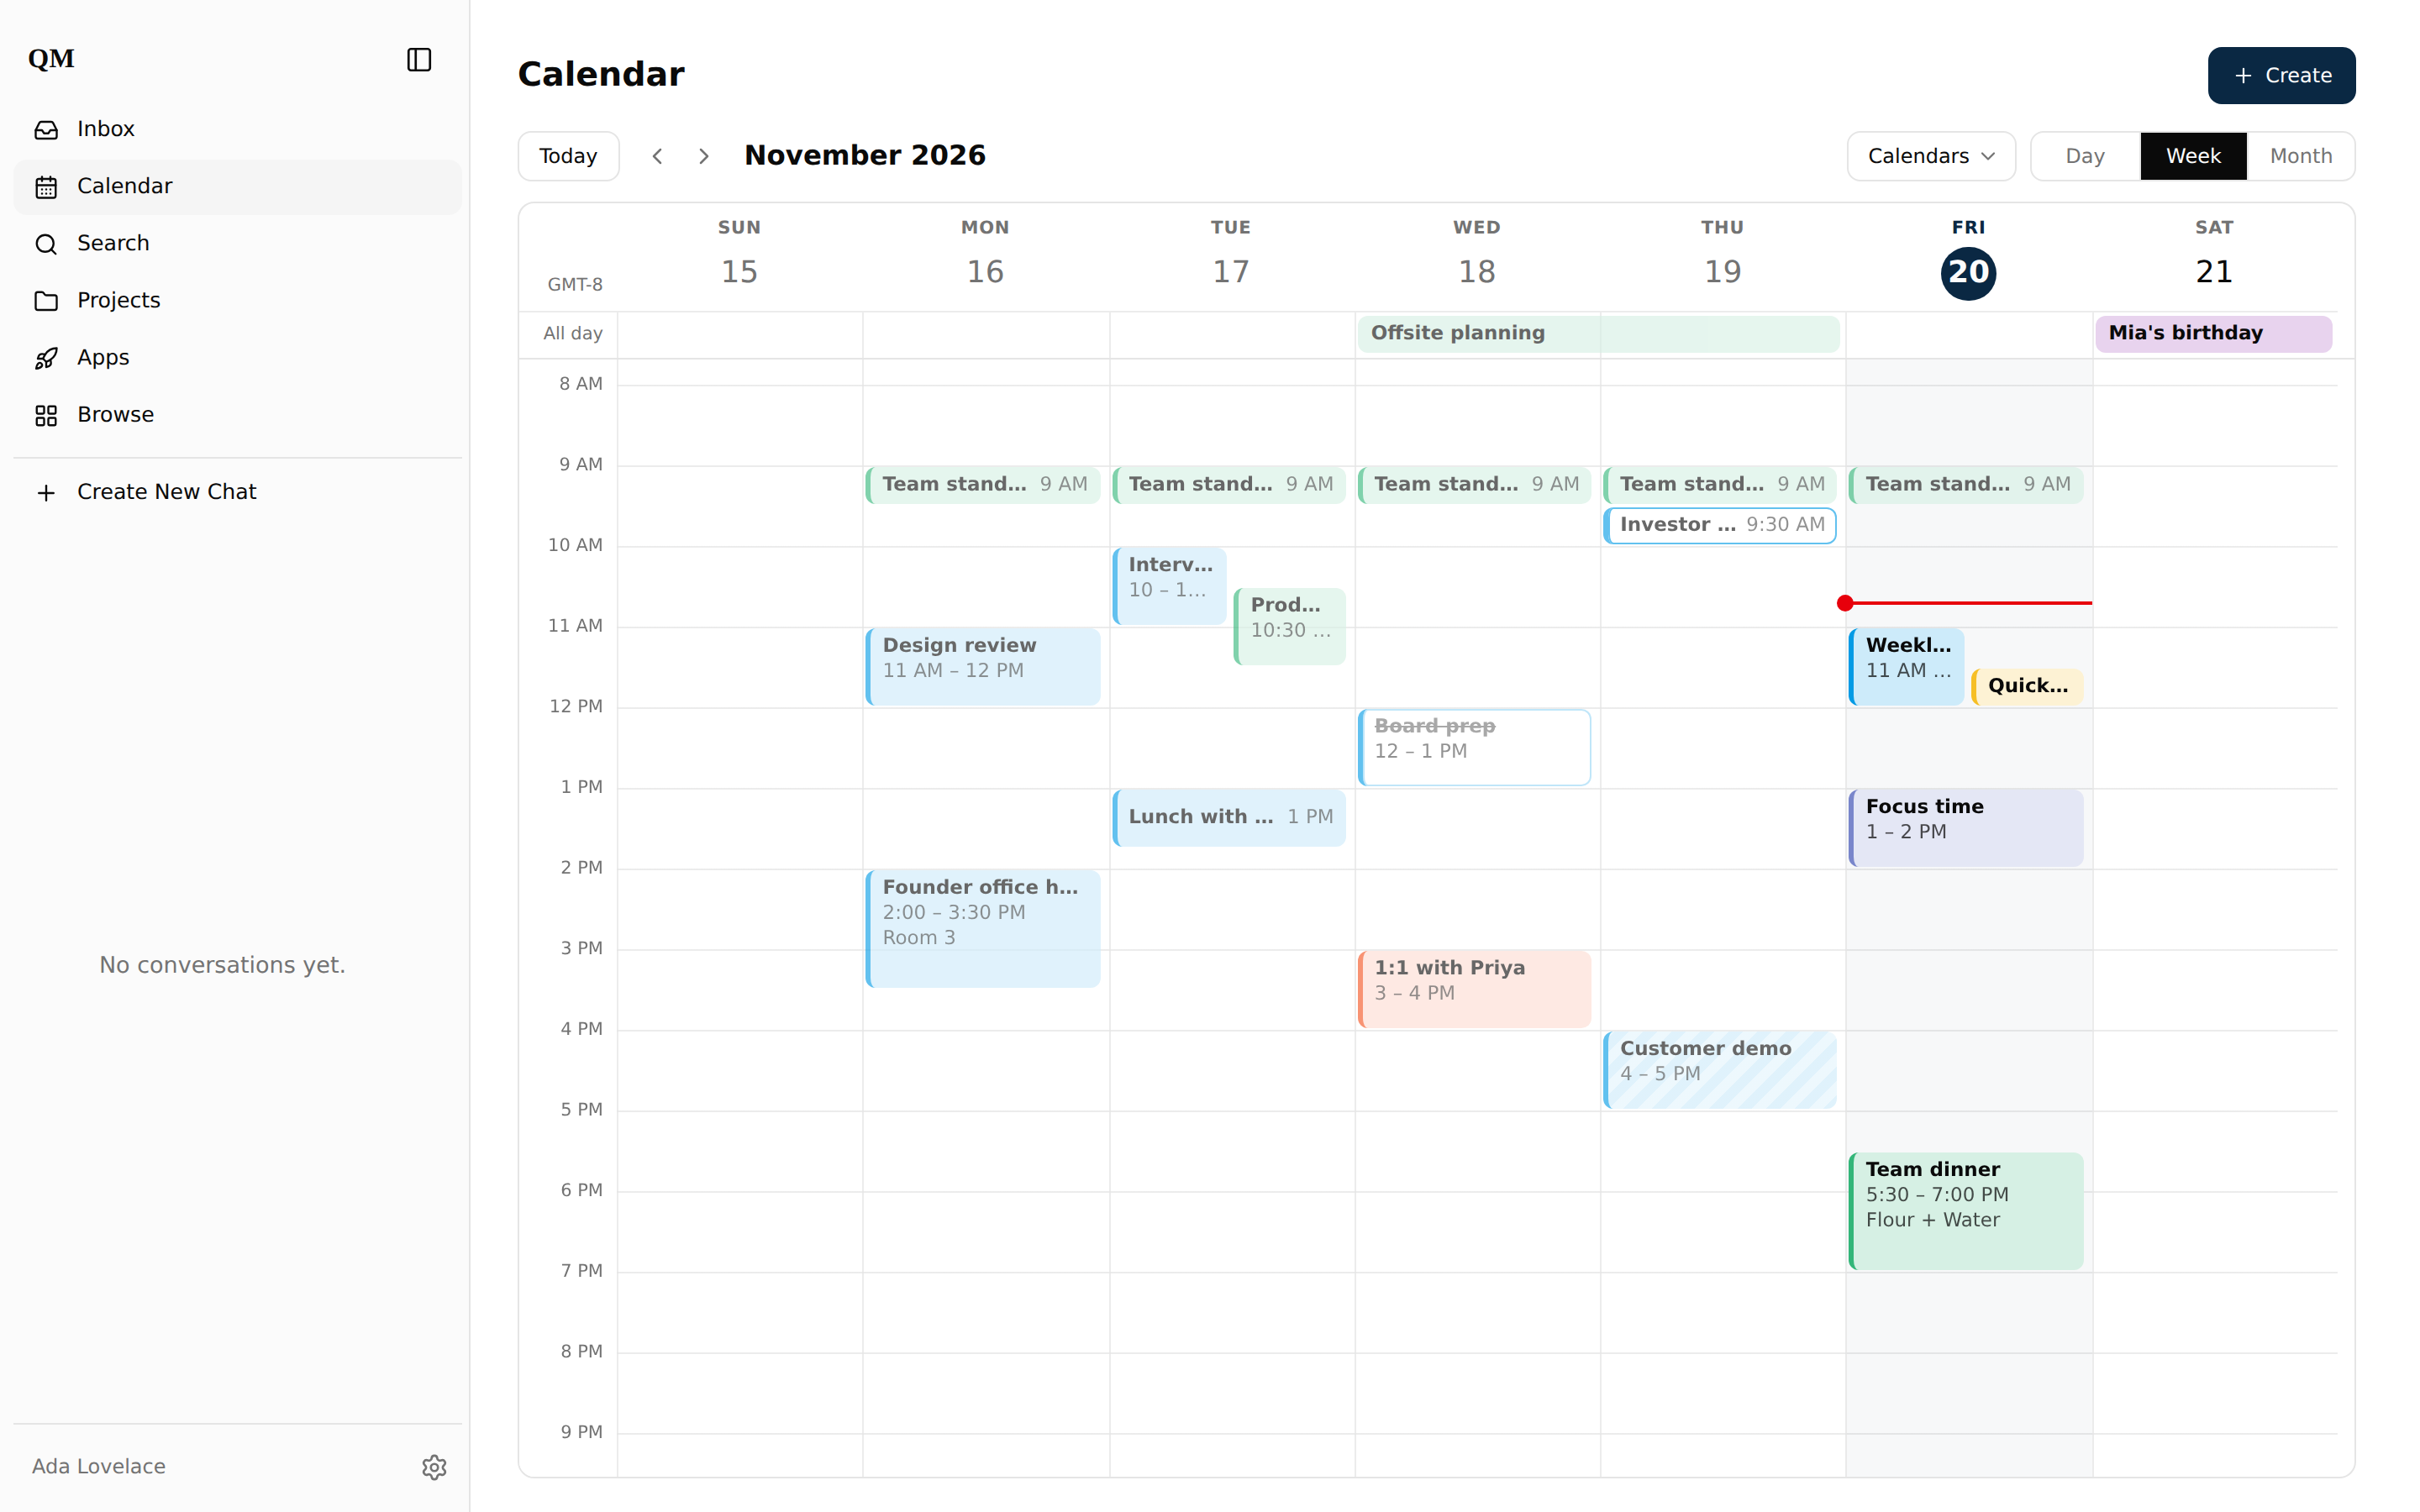 QM
Inbox
Calendar
Search
Projects
Apps
Browse
Create New Chat
No conversations yet.
Ada Lovelace
Calendar
Create
Today
November 2026
Calendars
Day
Week
Month
GMT-8
SUN
15
MON
16
TUE
17
WED
18
THU
19
FRI
20
SAT
21
All day
Offsite planning
Mia's birthday
8 AM
9 AM
10 AM
11 AM
12 PM
1 PM
2 PM
3 PM
4 PM
5 PM
6 PM
7 PM
8 PM
9 PM
Team stand… 9 AM
Design review
11 AM – 12 PM
Founder office h…
2:00 – 3:30 PM
Room 3
Team stand… 9 AM
Interv…
10 – 1…
Prod…
10:30 …
Lunch with … 1 PM
Team stand… 9 AM
Board prep
12 – 1 PM
1:1 with Priya
3 – 4 PM
Team stand… 9 AM
Investor … 9:30 AM
Customer demo
4 – 5 PM
Team stand… 9 AM
Weekl…
11 AM …
Quick…
Focus time
1 – 2 PM
Team dinner
5:30 – 7:00 PM
Flour + Water